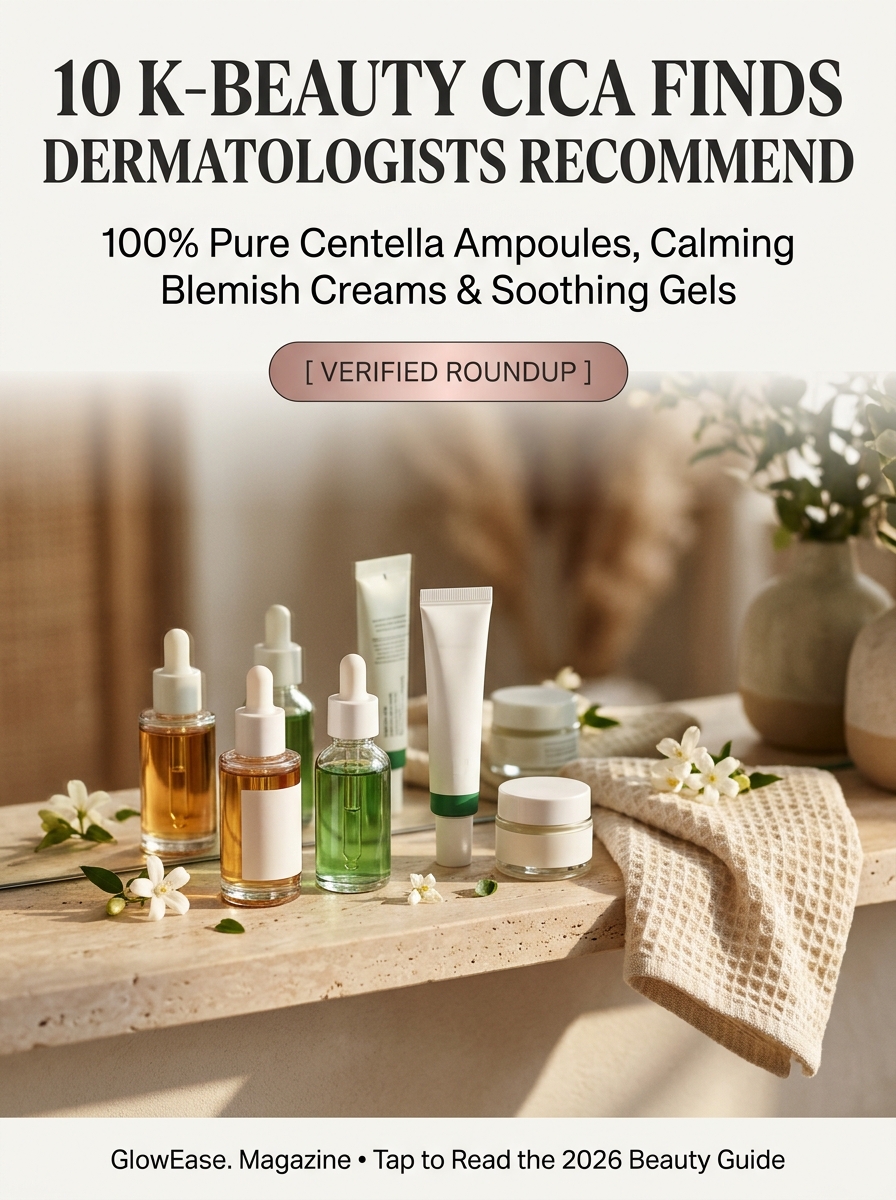 10 K-BEAUTY CICA FINDS
DERMATOLOGISTS RECOMMEND
100% Pure Centella Ampoules, Calming
Blemish Creams & Soothing Gels
[ VERIFIED ROUNDUP ]
GlowEase. Magazine • Tap to Read the 2026 Beauty Guide